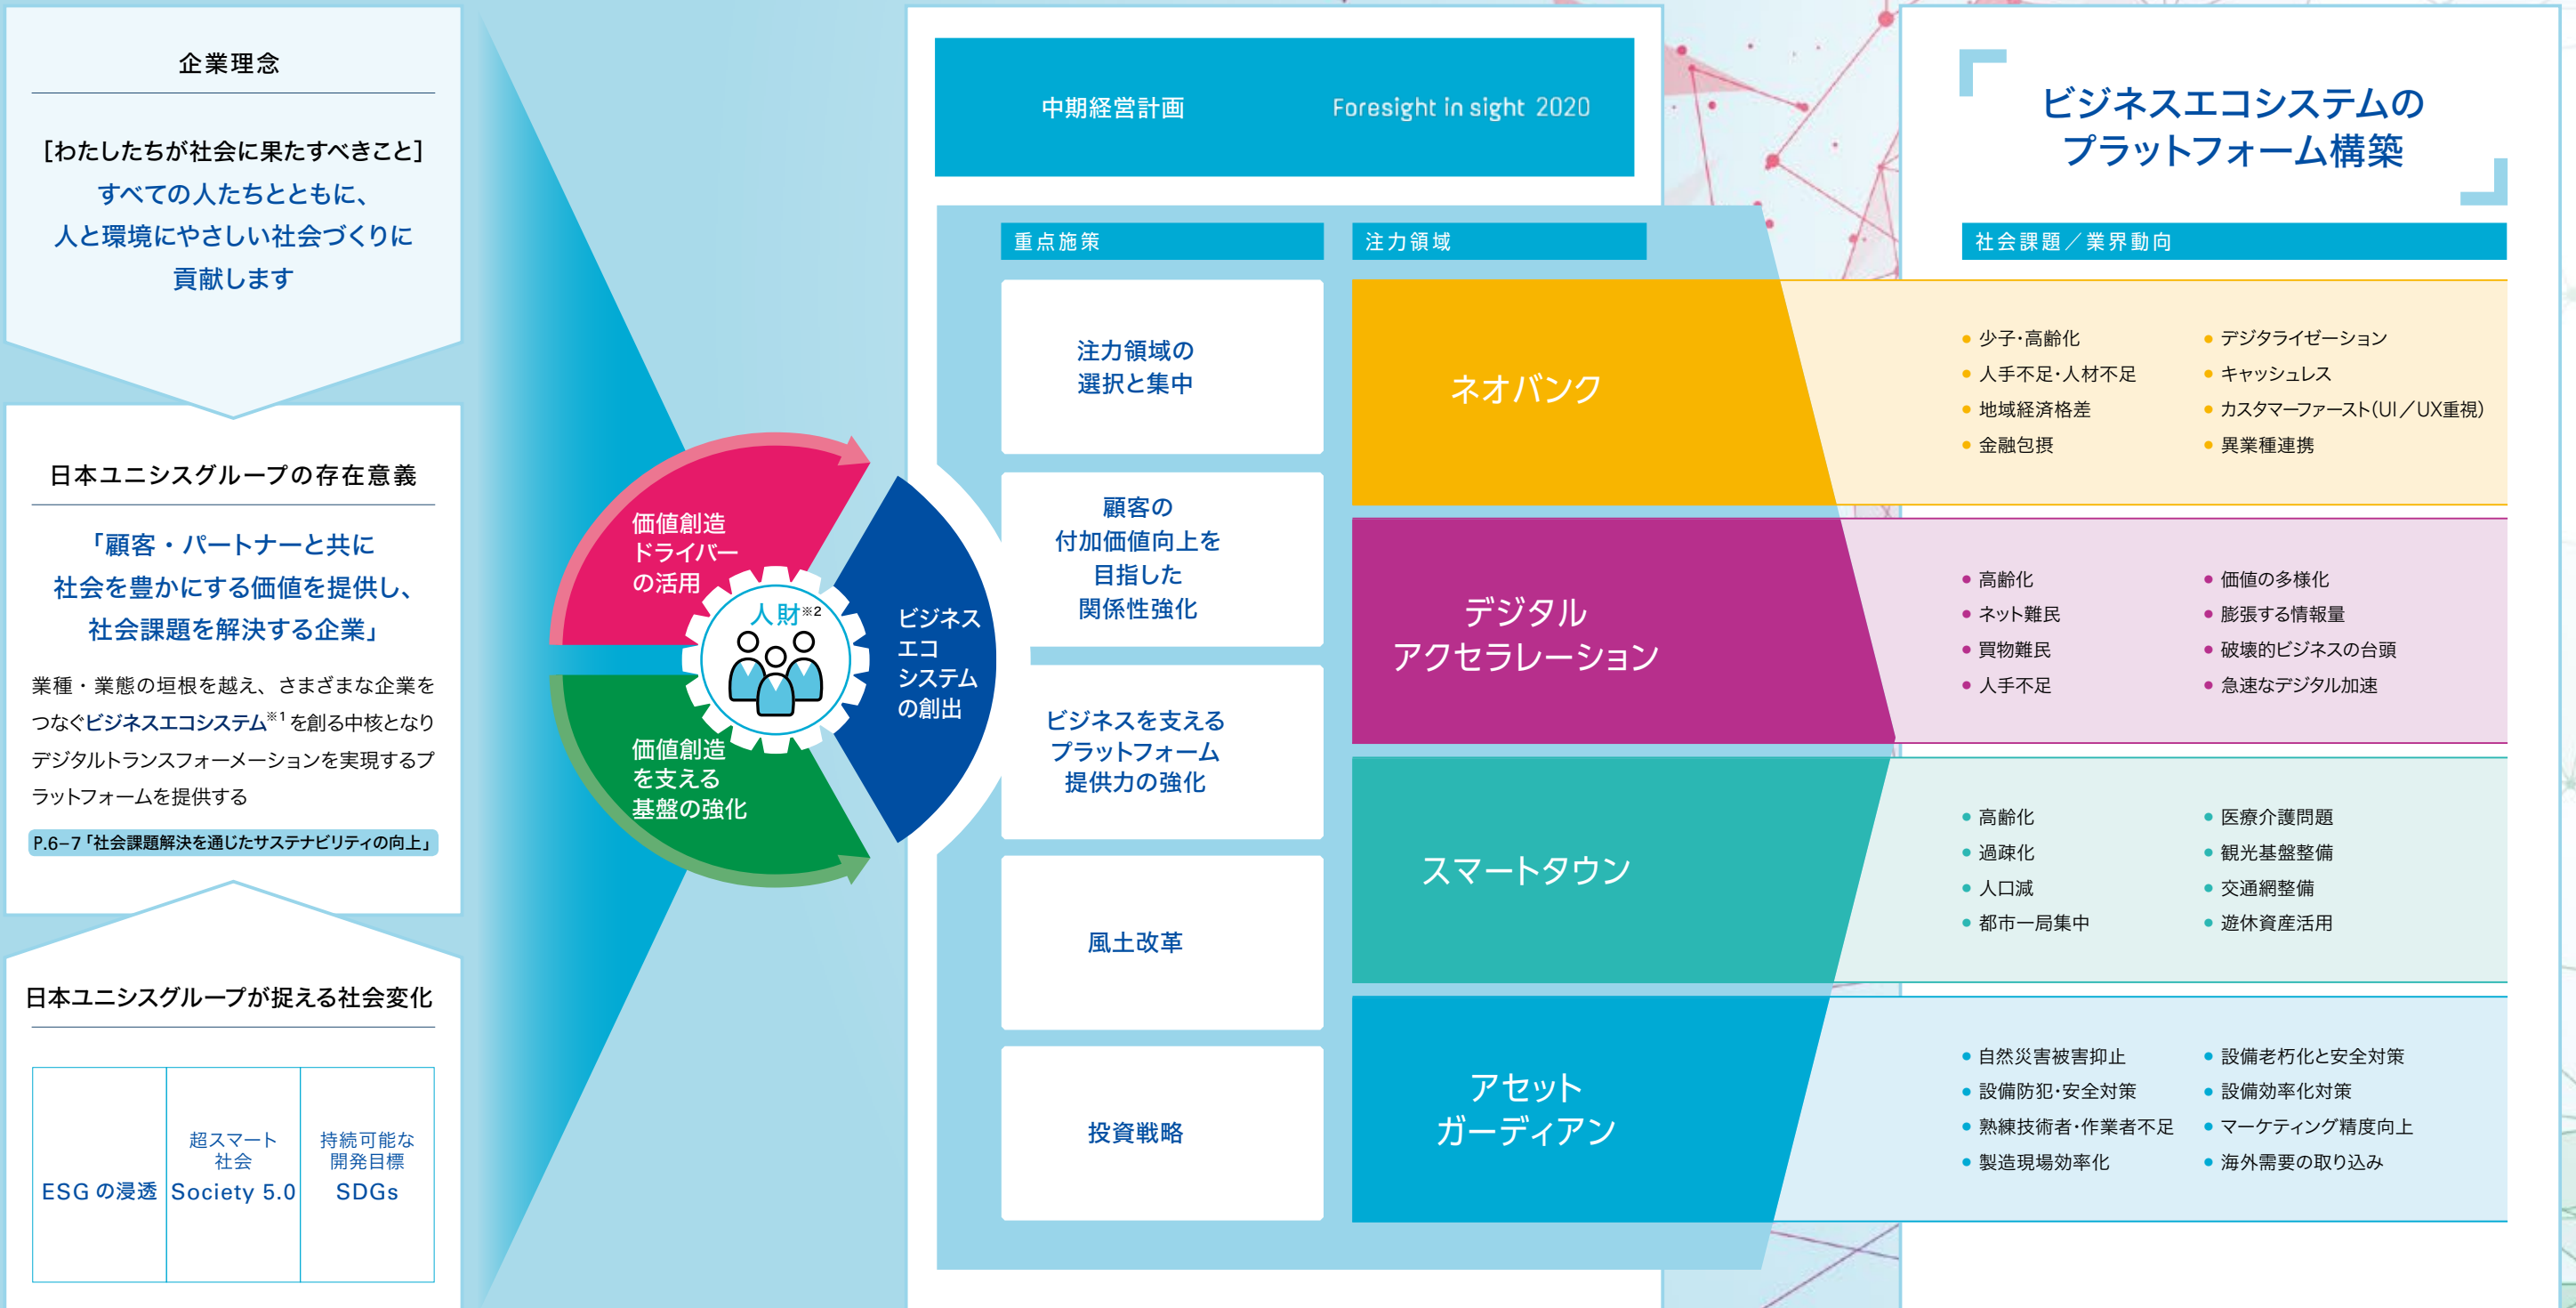 企業理念
［わたしたちが社会に果たすべきこと］
すべての人たちとともに、
人と環境にやさしい社会づくりに
貢献します
日本ユニシスグループの存在意義
「顧客・パートナーと共に
社会を豊かにする価値を提供し、
社会課題を解決する企業」
業種・業態の垣根を越え、さまざまな企業を
つなぐビジネスエコシステム※1を創る中核となり
デジタルトランスフォーメーションを実現するプ
ラットフォームを提供する
P.6–7「社会課題解決を通じたサステナビリティの向上」
日本ユニシスグループが捉える社会変化
ESG の浸透
超スマート
社会
Society 5.0
持続可能な
開発目標
SDGs
価値創造
ドライバー
の活用
人財※2
価値創造
を支える
基盤の強化
ビジネス
エコ
システム
の創出
中期経営計画 Foresight in sight 2020
重点施策
注力領域の
選択と集中
顧客の
付加価値向上を
目指した
関係性強化
ビジネスを支える
プラットフォーム
提供力の強化
風土改革
投資戦略
注力領域
ネオバンク
デジタル
アクセラレーション
スマートタウン
アセット
ガーディアン
ビジネスエコシステムの
プラットフォーム構築
社会課題／業界動向
● 少子・高齢化
● 人手不足・人材不足
● 地域経済格差
● 金融包摂
● デジタライゼーション
● キャッシュレス
● カスタマーファースト（UI／UX重視）
● 異業種連携
● 高齢化
● ネット難民
● 買物難民
● 人手不足
● 価値の多様化
● 膨張する情報量
● 破壊的ビジネスの台頭
● 急速なデジタル加速
● 高齢化
● 過疎化
● 人口減
● 都市一局集中
● 医療介護問題
● 観光基盤整備
● 交通網整備
● 遊休資産活用
● 自然災害被害抑止
● 設備防犯・安全対策
● 熟練技術者・作業者不足
● 製造現場効率化
● 設備老朽化と安全対策
● 設備効率化対策
● マーケティング精度向上
● 海外需要の取り込み